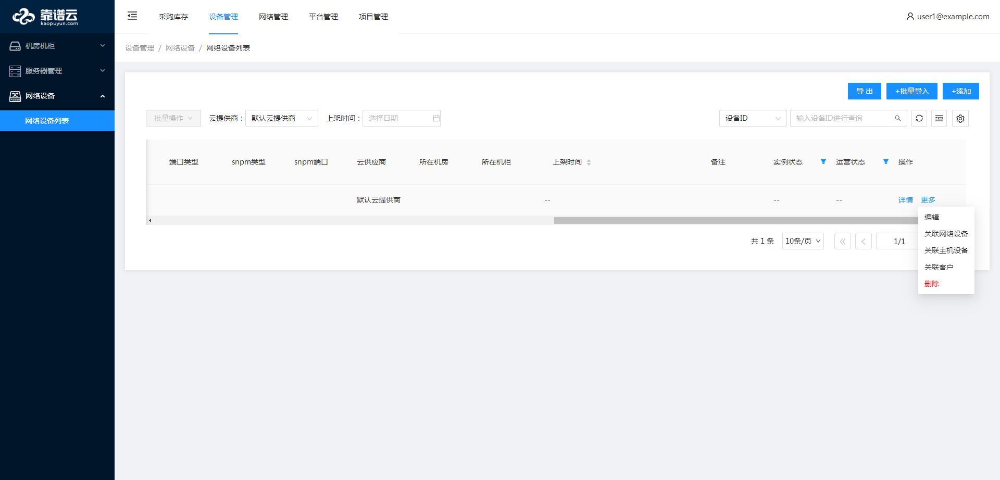 靠谱云
kaopuyun.com
采购库存
设备管理
网络管理
平台管理
项目管理
user1@example.com
机房机柜
服务器管理
网络设备
网络设备列表
设备管理 / 网络设备 / 网络设备列表
导 出
+批量导入
+添加
批量操作
云提供商：
默认云提供商
上架时间：
选择日期
设备ID
输入设备ID进行查询
端口类型
snpm类型
snpm端口
云供应商
所在机房
所在机柜
上架时间
备注
实例状态
运营状态
操作
默认云提供商
--
--
--
详情
更多
编辑
关联网络设备
关联主机设备
关联客户
删除
共 1 条
10条/页
1/1